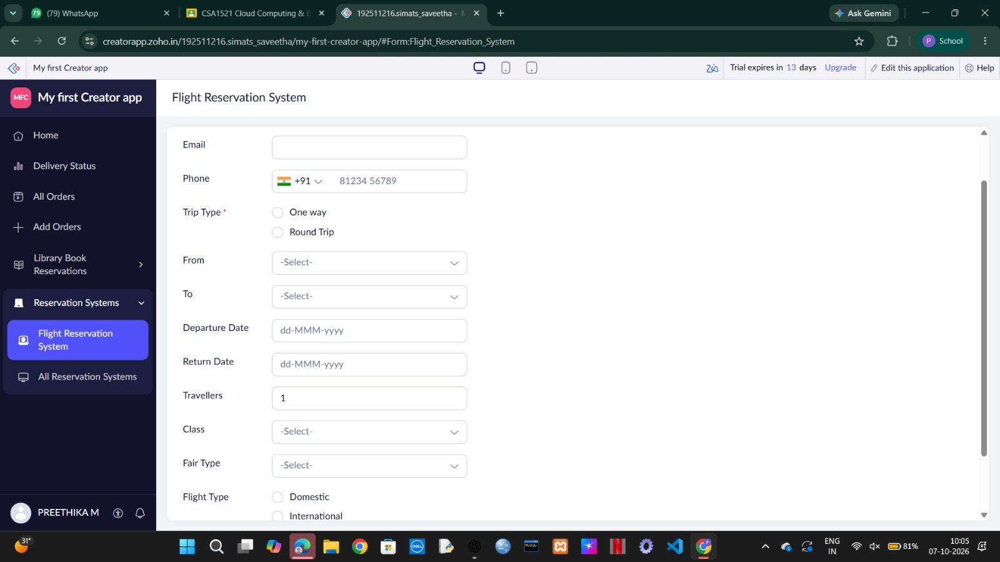 79
(79) WhatsApp
CSA1521 Cloud Computing & B
192511216.simats_saveetha - M
Ask Gemini
creatorapp.zoho.in/192511216.simats_saveetha/my-first-creator-app/#Form:Flight_Reservation_System
P School
My first Creator app
Trial expires in 13 days Upgrade
Edit this application
Help
MFC My first Creator app
Flight Reservation System
Home
Delivery Status
All Orders
Add Orders
Library Book
Reservations
Reservation Systems
Flight Reservation
System
All Reservation Systems
PREETHIKA M
Email
Phone +91 81234 56789
Trip Type * One way
Round Trip
From -Select-
To -Select-
Departure Date dd-MMM-yyyy
Return Date dd-MMM-yyyy
Travellers 1
Class -Select-
Fair Type -Select-
Flight Type Domestic
International
31°
DELL
MySQL
N
ENG
IN
81%
10:05
07-10-2026